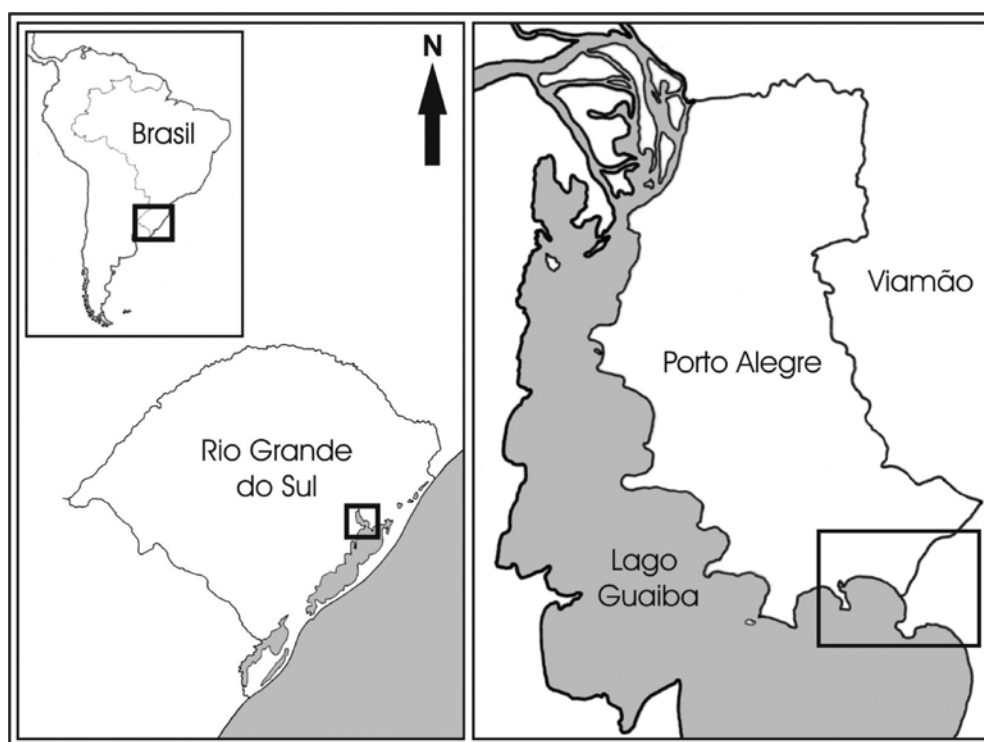 N
Brasil
Rio Grande
do Sul
Viamão
Porto Alegre
Lago
Guaiba